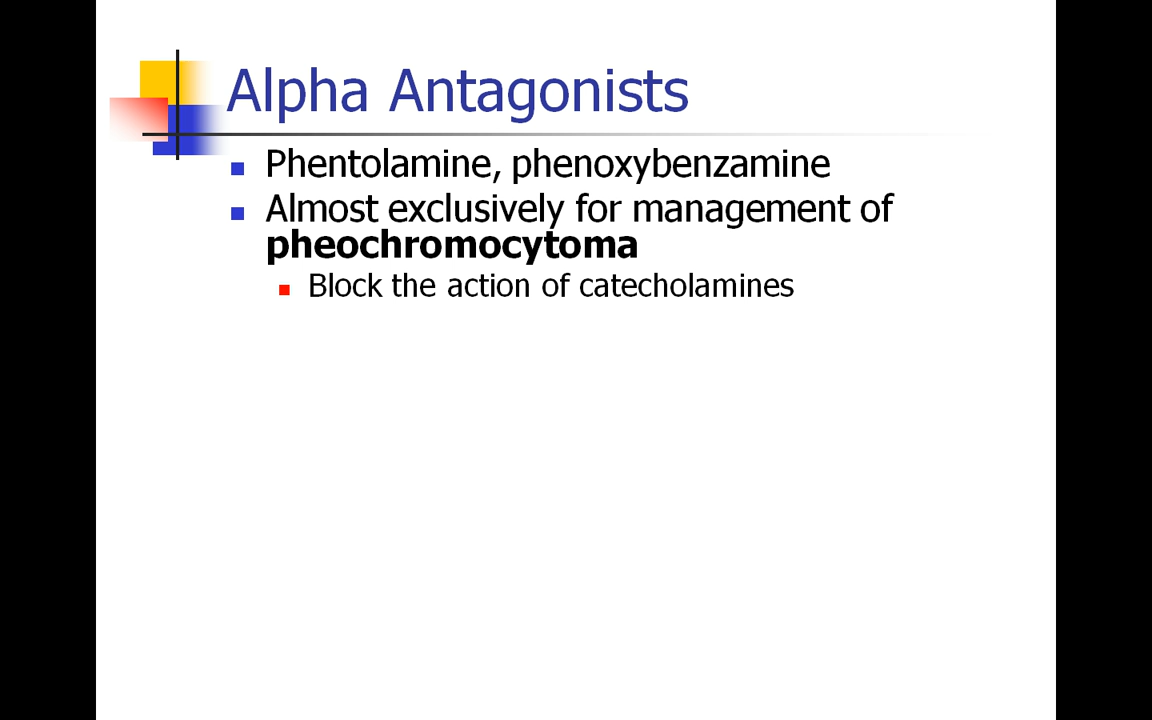 Alpha Antagonists
Phentolamine, phenoxybenzamine
Almost exclusively for management of
pheochromocytoma
Block the action of catecholamines